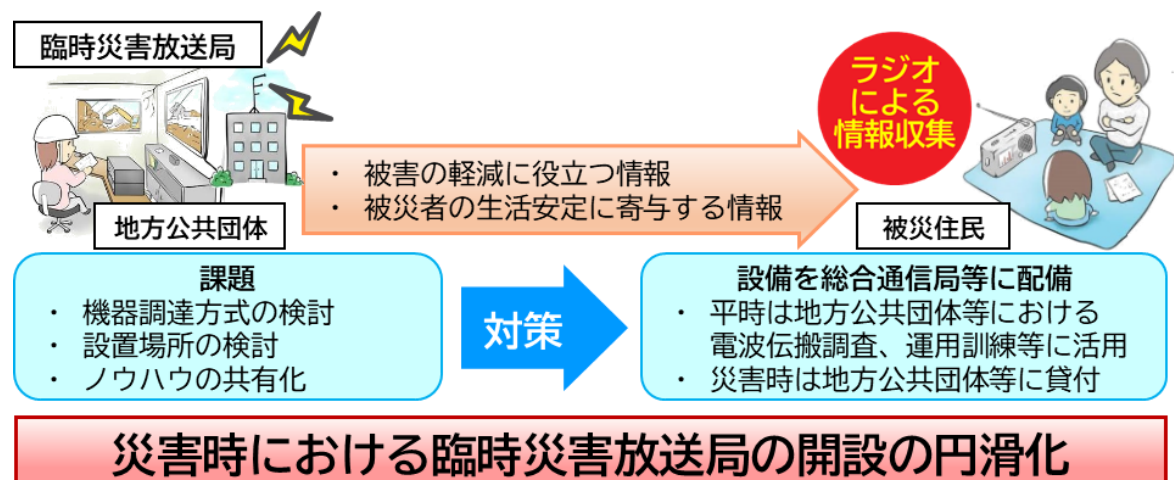 臨時災害放送局
地方公共団体
・ 被害の軽減に役立つ情報
・ 被災者の生活安定に寄与する情報
ラジオ
による
情報収集
被災住民
課題
・ 機器調達方式の検討
・ 設置場所の検討
・ ノウハウの共有化
対策
設備を総合通信局等に配備
・ 平時は地方公共団体等における
電波伝搬調査、運用訓練等に活用
・ 災害時は地方公共団体等に貸付
災害時における臨時災害放送局の開設の円滑化